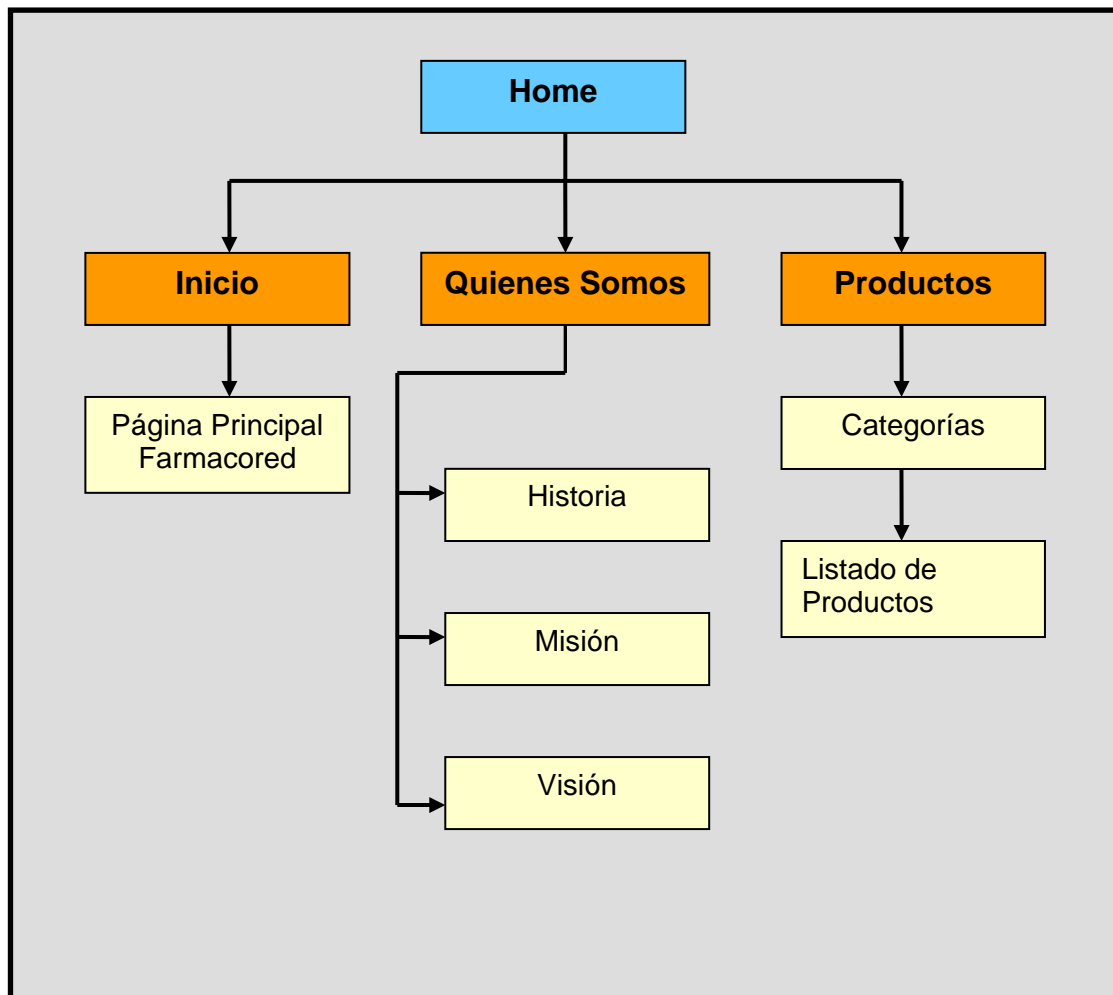 Home
Inicio
Quienes Somos
Productos
Página Principal
Farmacored
Categorías
Historia
Listado de
Productos
Misión
Visión